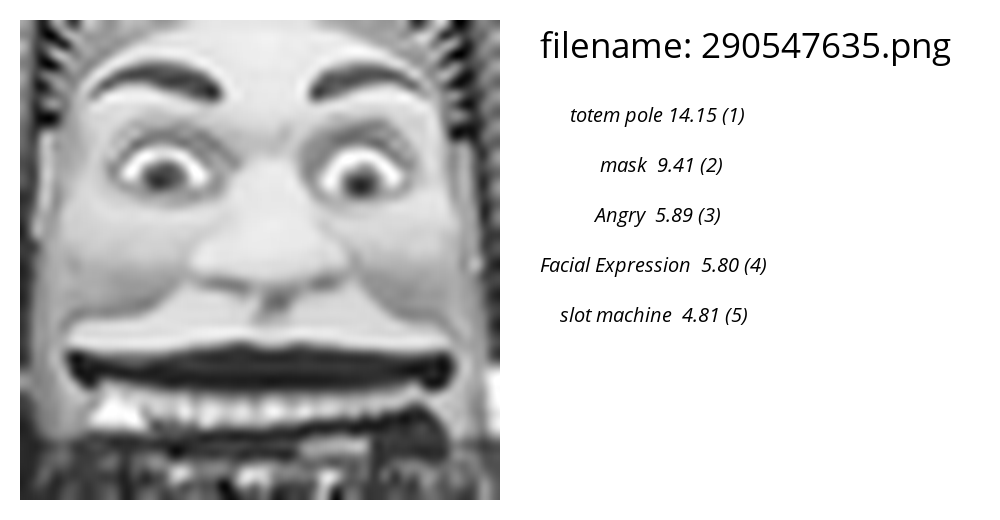 filename: 290547635.png
totem pole 14.15 (1)
mask 9.41 (2)
Angry 5.89 (3)
Facial Expression 5.80 (4)
slot machine 4.81 (5)